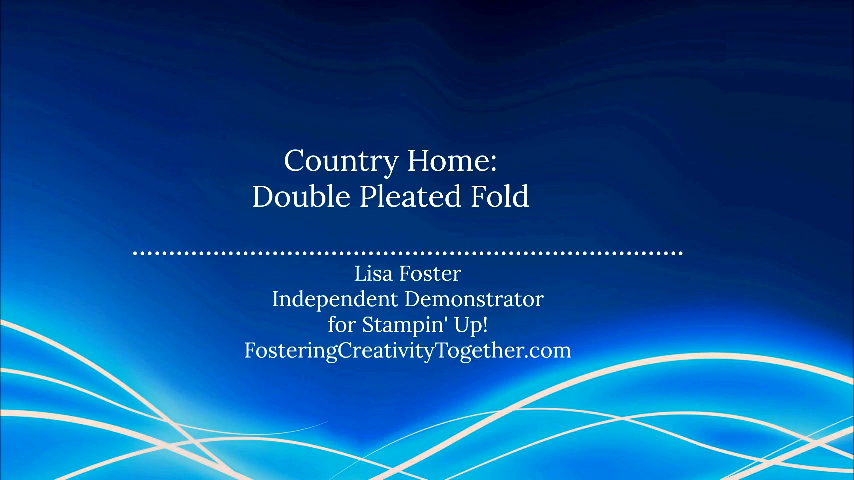 Country Home:
Double Pleated Fold
Lisa Foster
Independent Demonstrator
for Stampin' Up!
FosteringCreativityTogether.com